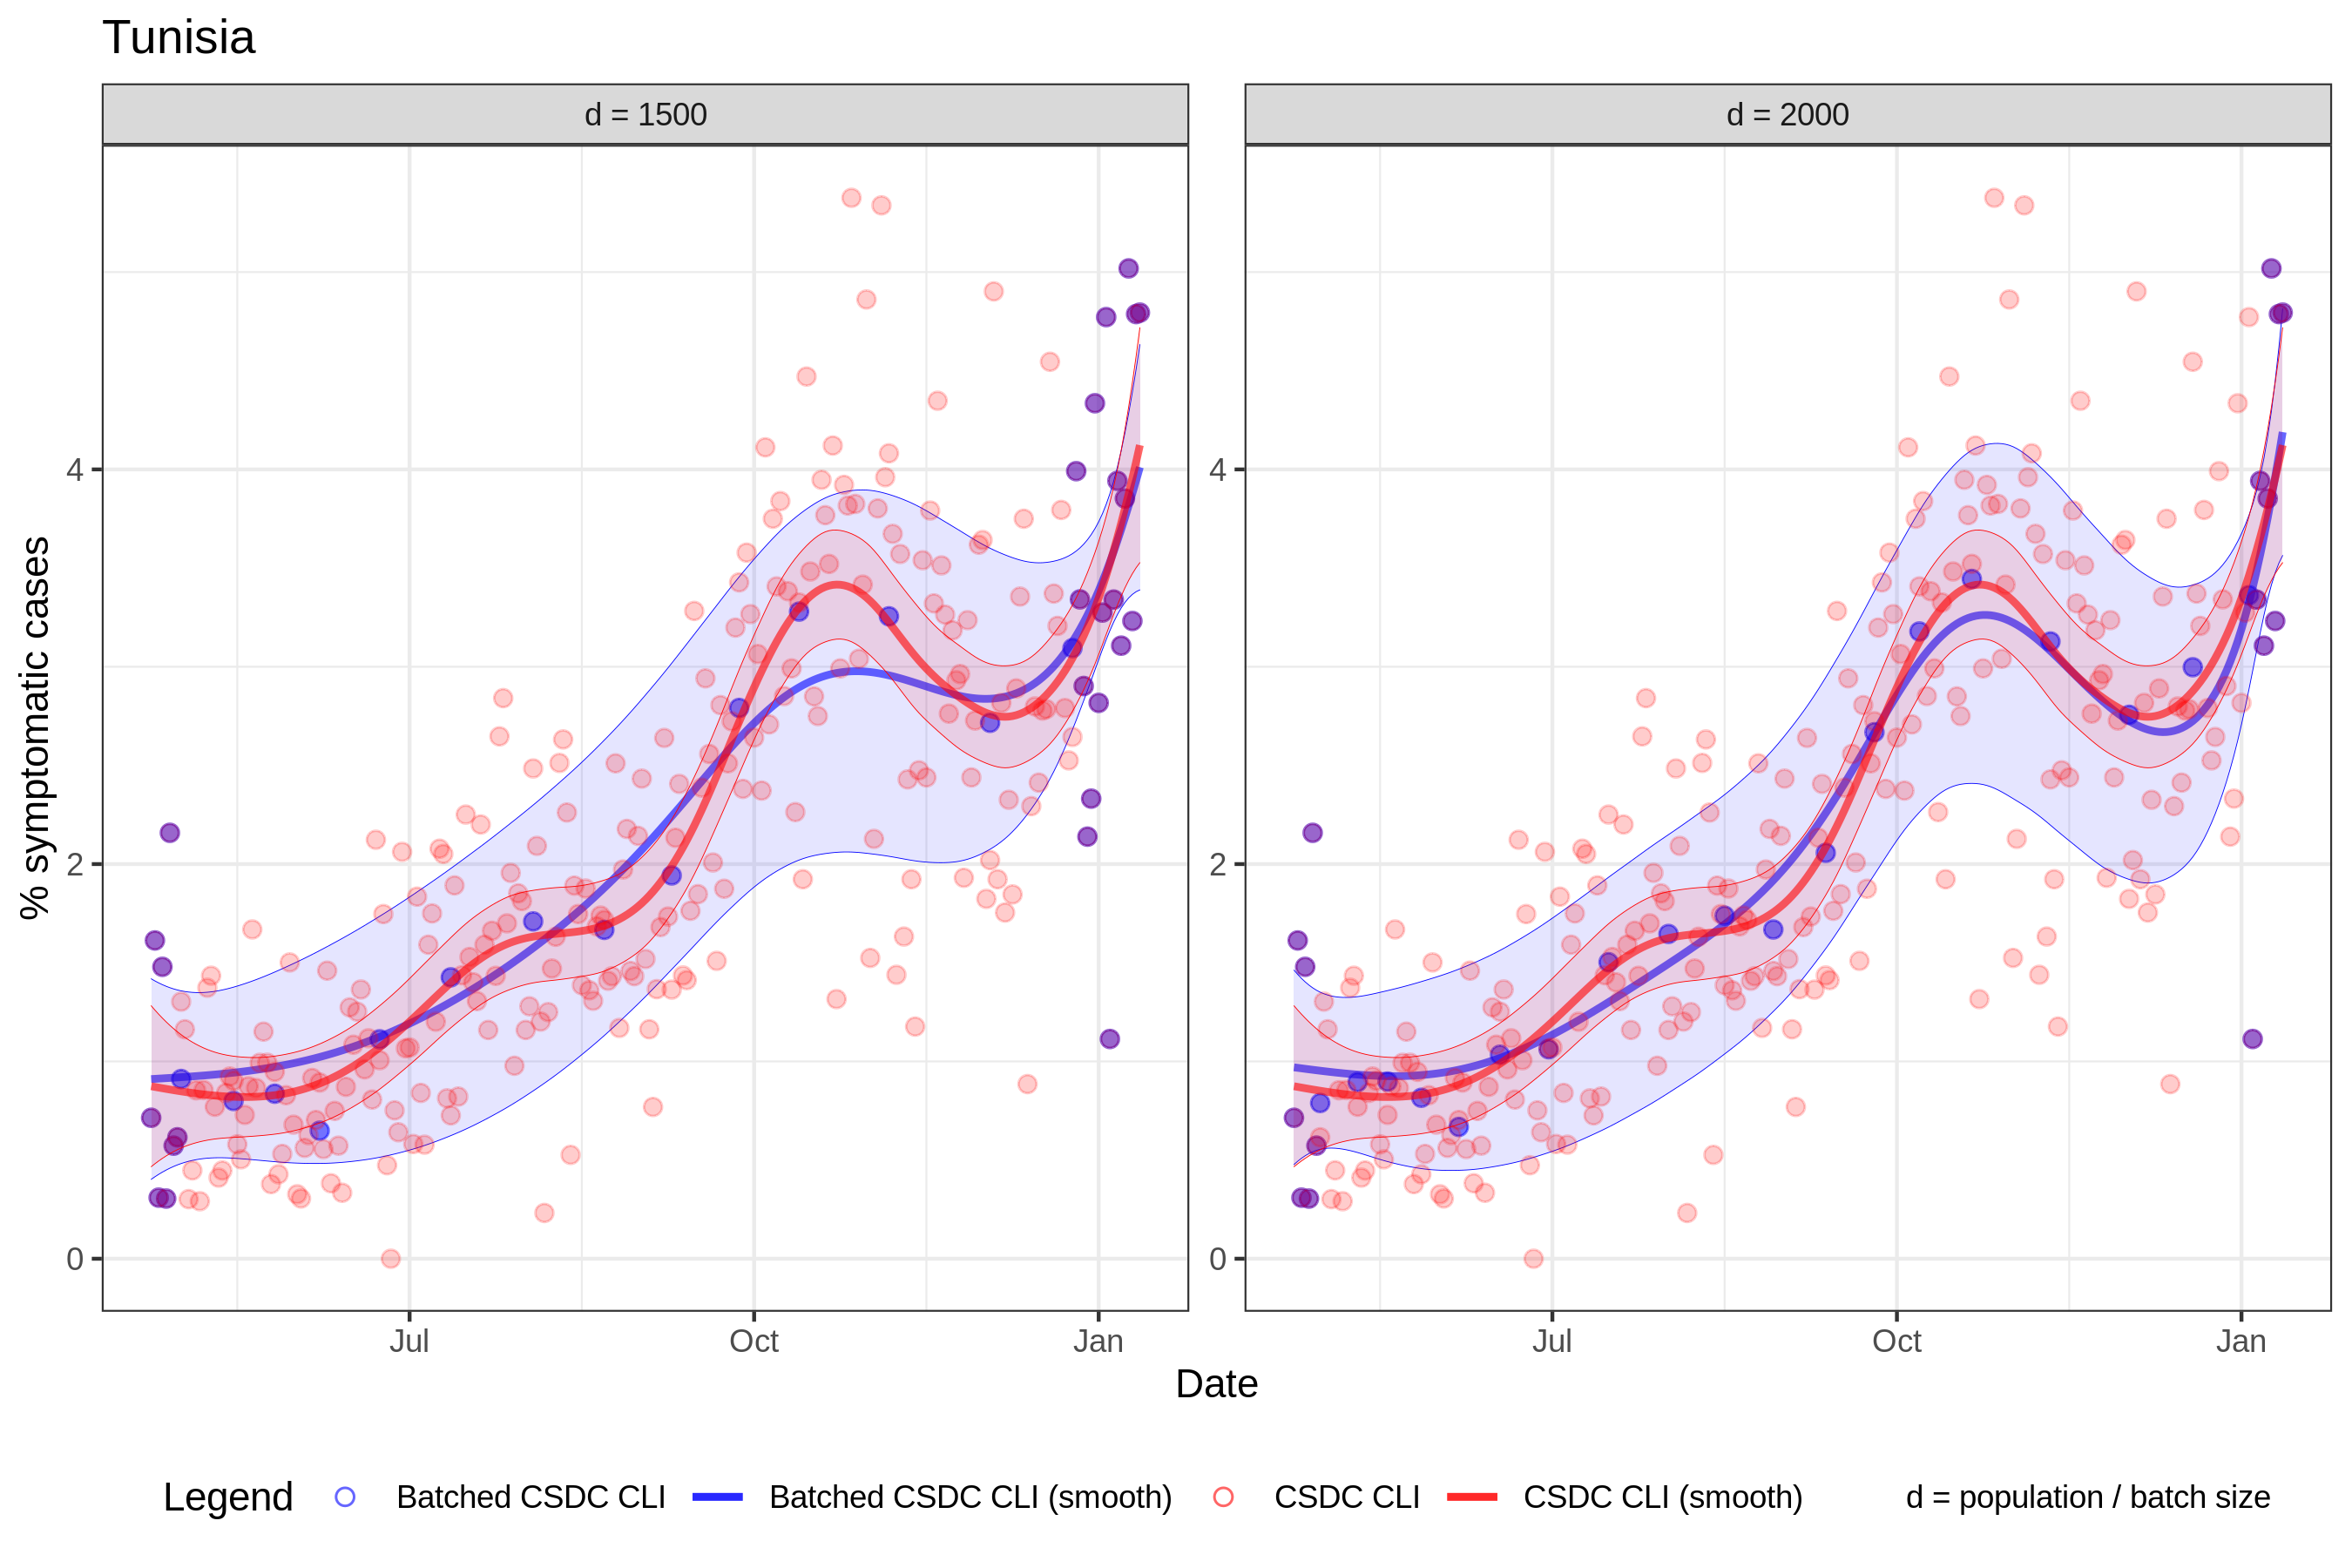 Tunisia
d = 1500
d = 2000
% symptomatic cases
4
2
0
4
2
0
Jul
Oct
Jan
Jul
Oct
Jan
Date
Legend
Batched CSDC CLI
Batched CSDC CLI (smooth)
CSDC CLI
CSDC CLI (smooth)
d = population / batch size